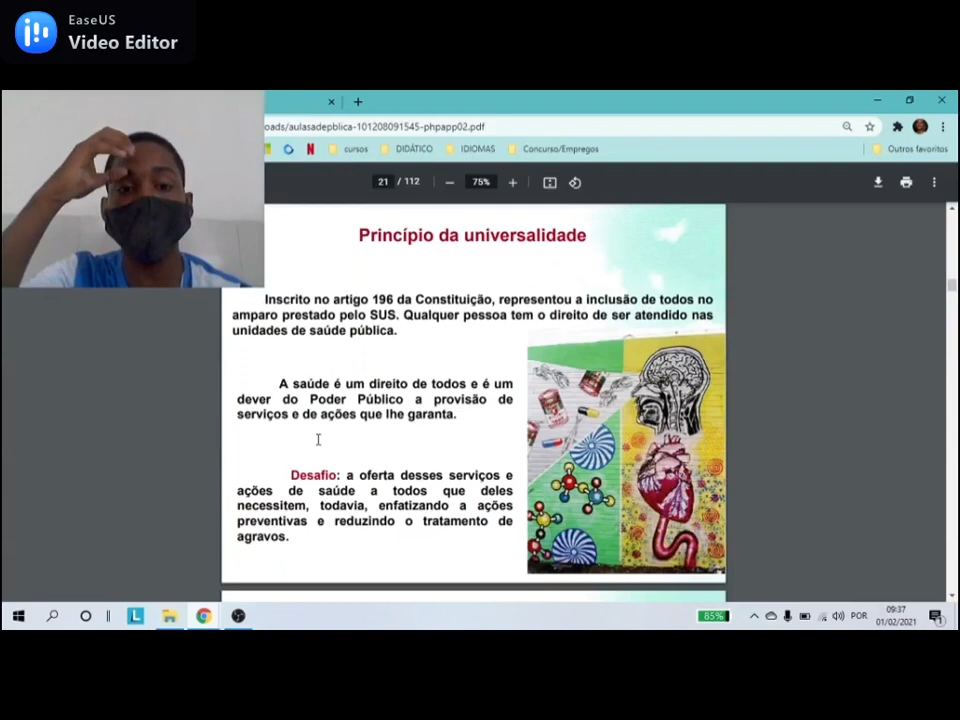 EaseUS
Video Editor
oads/aulasadepblica-101208091545-phpapp02.pdf
cursos DIDÁTICO IDIOMAS Concurso/Empregos Outros favoritos
21 / 112 75%
Princípio da universalidade
Inscrito no artigo 196 da Constituição, representou a inclusão de todos no
amparo prestado pelo SUS. Qualquer pessoa tem o direito de ser atendido nas
unidades de saúde pública.
A saúde é um direito de todos e é um
dever do Poder Público a provisão de
serviços e de ações que lhe garanta.
Desafio: a oferta desses serviços e
ações de saúde a todos que deles
necessitem, todavia, enfatizando a ações
preventivas e reduzindo o tratamento de
agravos.
85% POR 09:37
01/02/2021